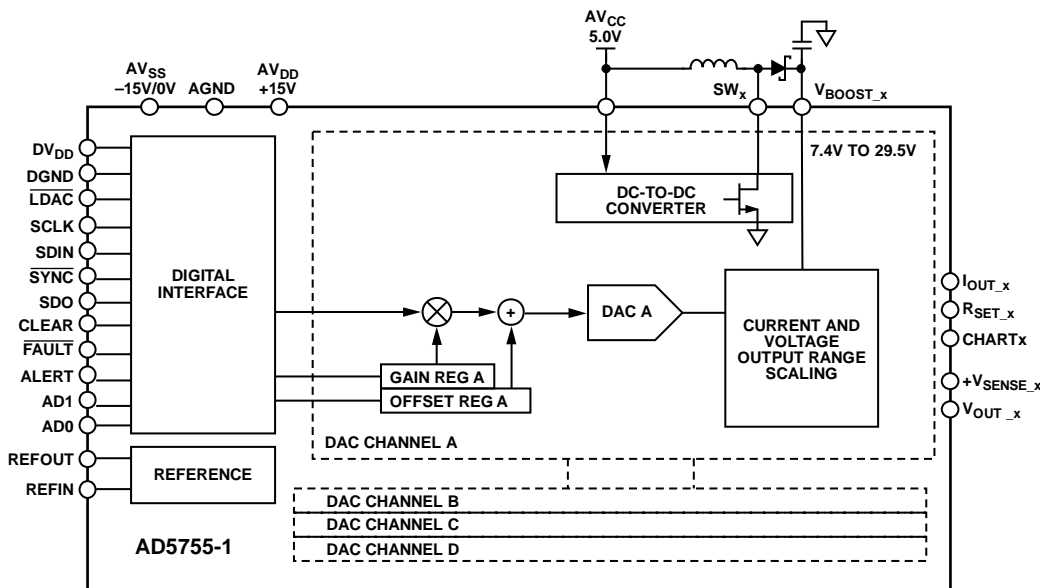 AVCC
5.0V
AVSS
–15V/0V
AGND
AVDD
+15V
SWx
VBOOST_x
7.4V TO 29.5V
DVDD
DGND
LDAC
SCLK
SDIN
SYNC
SDO
CLEAR
FAULT
ALERT
AD1
AD0
REFOUT
REFIN
DIGITAL
INTERFACE
REFERENCE
DC-TO-DC
CONVERTER
+
DAC A
GAIN REG A
OFFSET REG A
CURRENT AND
VOLTAGE
OUTPUT RANGE
SCALING
DAC CHANNEL A
DAC CHANNEL B
DAC CHANNEL C
DAC CHANNEL D
IOUT_x
RSET_x
CHARTx
+VSENSE_x
VOUT_x
AD5755-1